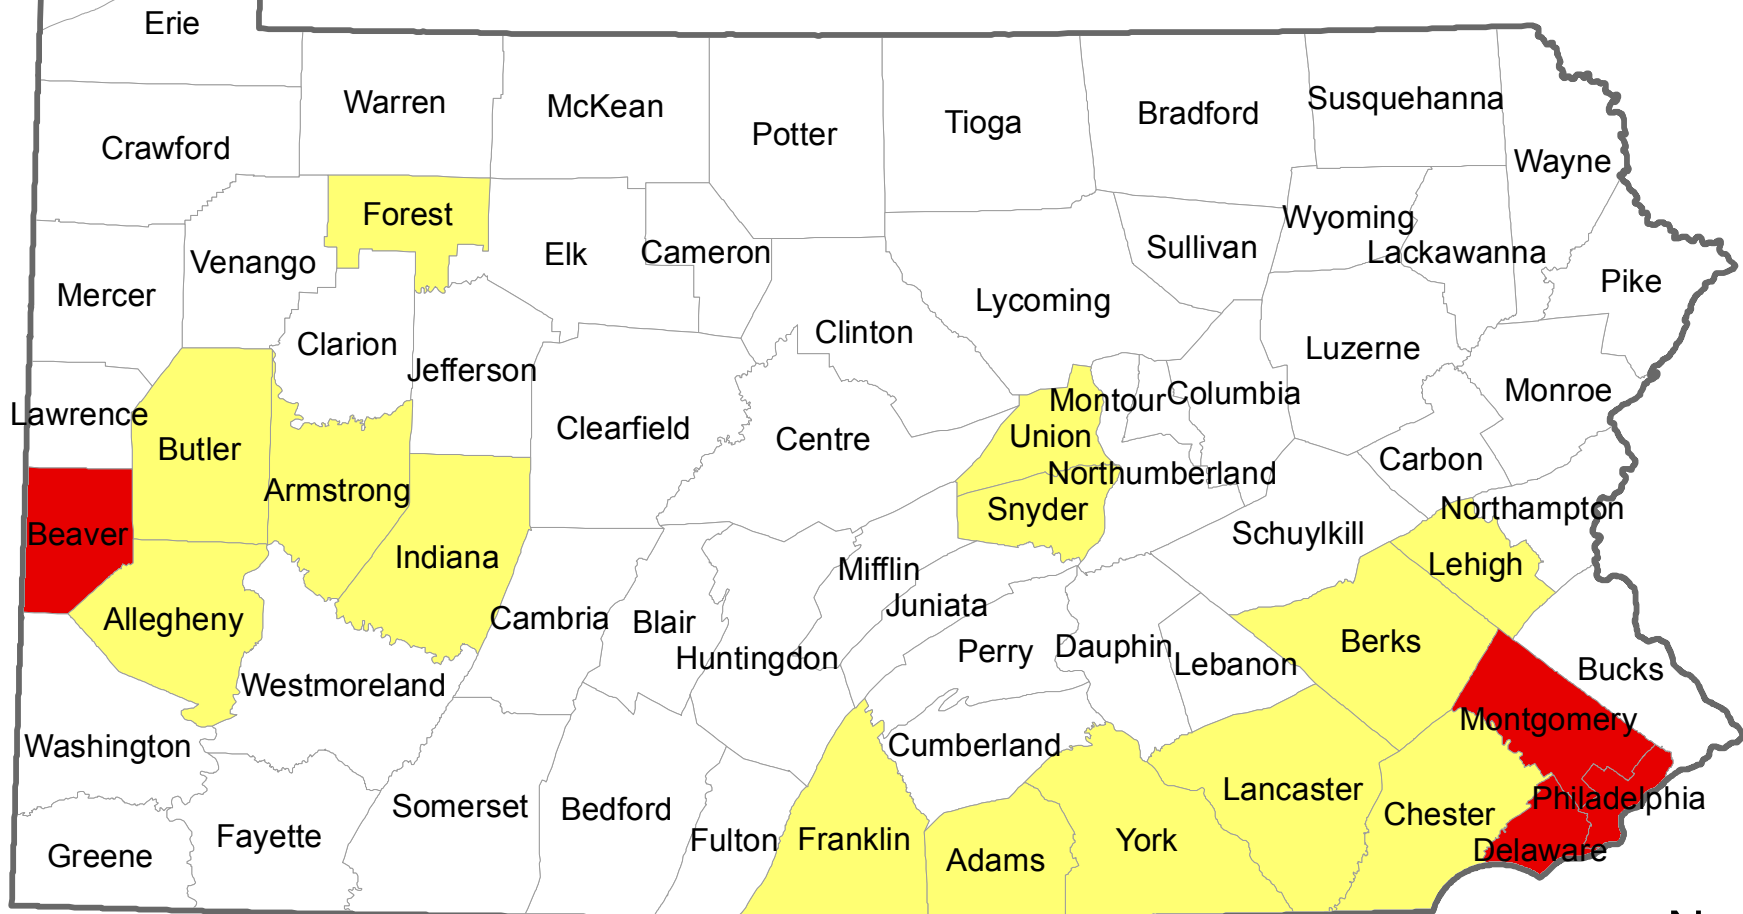 Erie
Warren
McKean
Potter
Tioga
Bradford
Susquehanna
Crawford
Wayne
Forest
Wyoming
Venango
Elk
Cameron
Sullivan
Lackawanna
Mercer
Lycoming
Pike
Clarion
Clinton
Jefferson
Luzerne
Lawrence
Montour
Columbia
Monroe
Butler
Clearfield
Centre
Union
Armstrong
Northumberland
Carbon
Snyder
Northampton
Beaver
Indiana
Schuylkill
Mifflin
Lehigh
Allegheny
Cambria
Blair
Juniata
Huntingdon
Perry
Dauphin
Lebanon
Berks
Bucks
Westmoreland
Montgomery
Washington
Cumberland
Somerset
Bedford
Lancaster
Philadelphia
Greene
Fayette
Fulton
Franklin
Adams
York
Chester
Delaware